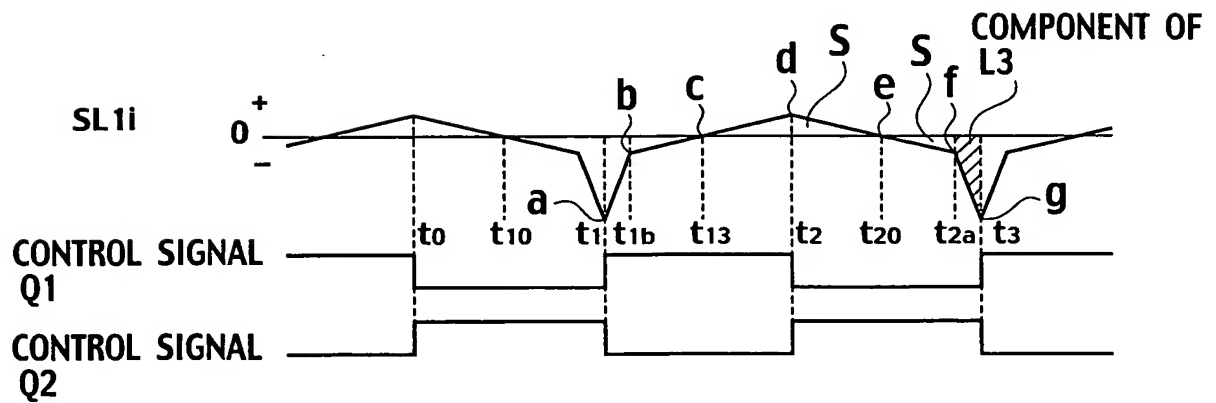 COMPONENT OF
L3
S
S
d
e
f
c
b
SL1i
+
0
−
a
g
t0
t10
t1
t1b
t13
t2
t20
t2a
t3
CONTROL SIGNAL
Q1
CONTROL SIGNAL
Q2